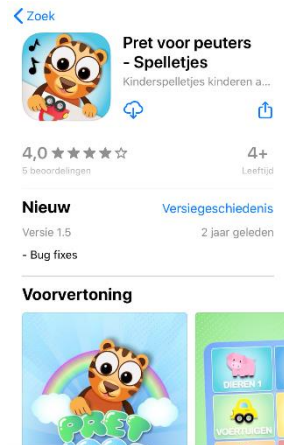 Zoek
Pret voor peuters
- Spelletjes
Kinderspelletjes kinderen a...
4,0
4+
5 beoordelingen
Leeftijd
Nieuw
Versiegeschiedenis
Versie 1.5
2 jaar geleden
- Bug fixes
Voorvertoning
PRET
DIEREN 1
VOERTUIGEN